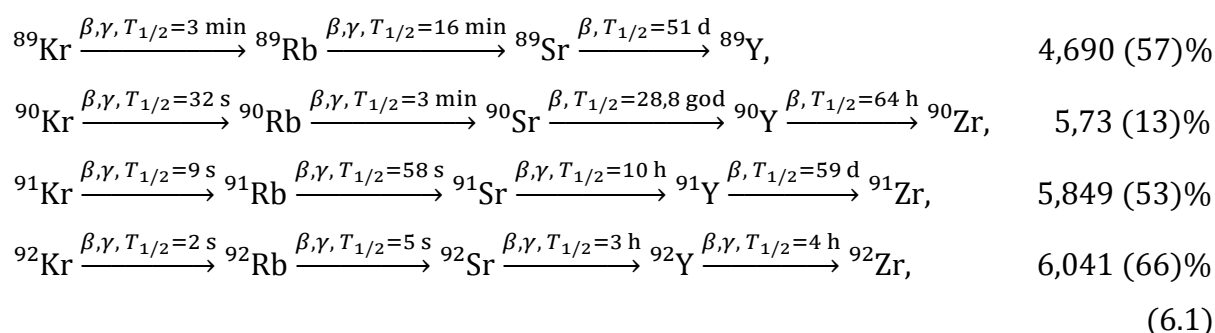 ⁸⁹Kr —β,γ, T₁/₂=3 min→ ⁸⁹Rb —β,γ, T₁/₂=16 min→ ⁸⁹Sr —β, T₁/₂=51 d→ ⁸⁹Y, 4,690 (57)%
⁹⁰Kr —β,γ, T₁/₂=32 s→ ⁹⁰Rb —β,γ, T₁/₂=3 min→ ⁹⁰Sr —β, T₁/₂=28,8 god→ ⁹⁰Y —β, T₁/₂=64 h→ ⁹⁰Zr, 5,73 (13)%
⁹¹Kr —β,γ, T₁/₂=9 s→ ⁹¹Rb —β,γ, T₁/₂=58 s→ ⁹¹Sr —β,γ, T₁/₂=10 h→ ⁹¹Y —β, T₁/₂=59 d→ ⁹¹Zr, 5,849 (53)%
⁹²Kr —β,γ, T₁/₂=2 s→ ⁹²Rb —β,γ, T₁/₂=5 s→ ⁹²Sr —β,γ, T₁/₂=3 h→ ⁹²Y —β,γ, T₁/₂=4 h→ ⁹²Zr, 6,041 (66)%
(6.1)